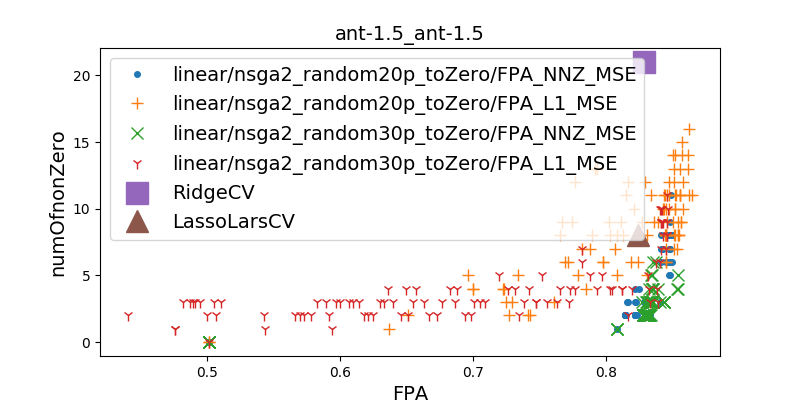 ant-1.5_ant-1.5
linear/nsga2_random20p_toZero/FPA_NNZ_MSE
linear/nsga2_random20p_toZero/FPA_L1_MSE
linear/nsga2_random30p_toZero/FPA_NNZ_MSE
linear/nsga2_random30p_toZero/FPA_L1_MSE
RidgeCV
LassoLarsCV
numOfnonZero
20
15
10
5
0
0.5 0.6 0.7 0.8
FPA